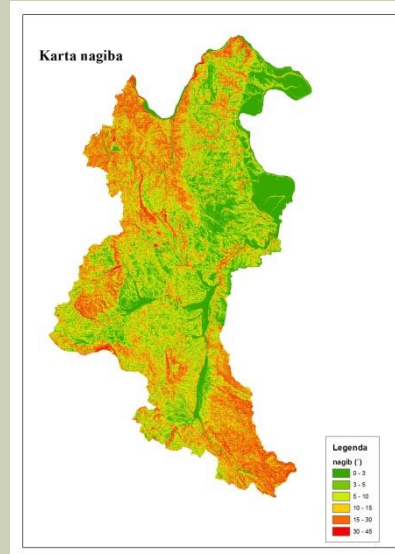 Karta nagiba
Legenda
nagib (°)
0 - 3
3 - 5
5 - 10
10 - 15
15 - 30
30 - 45